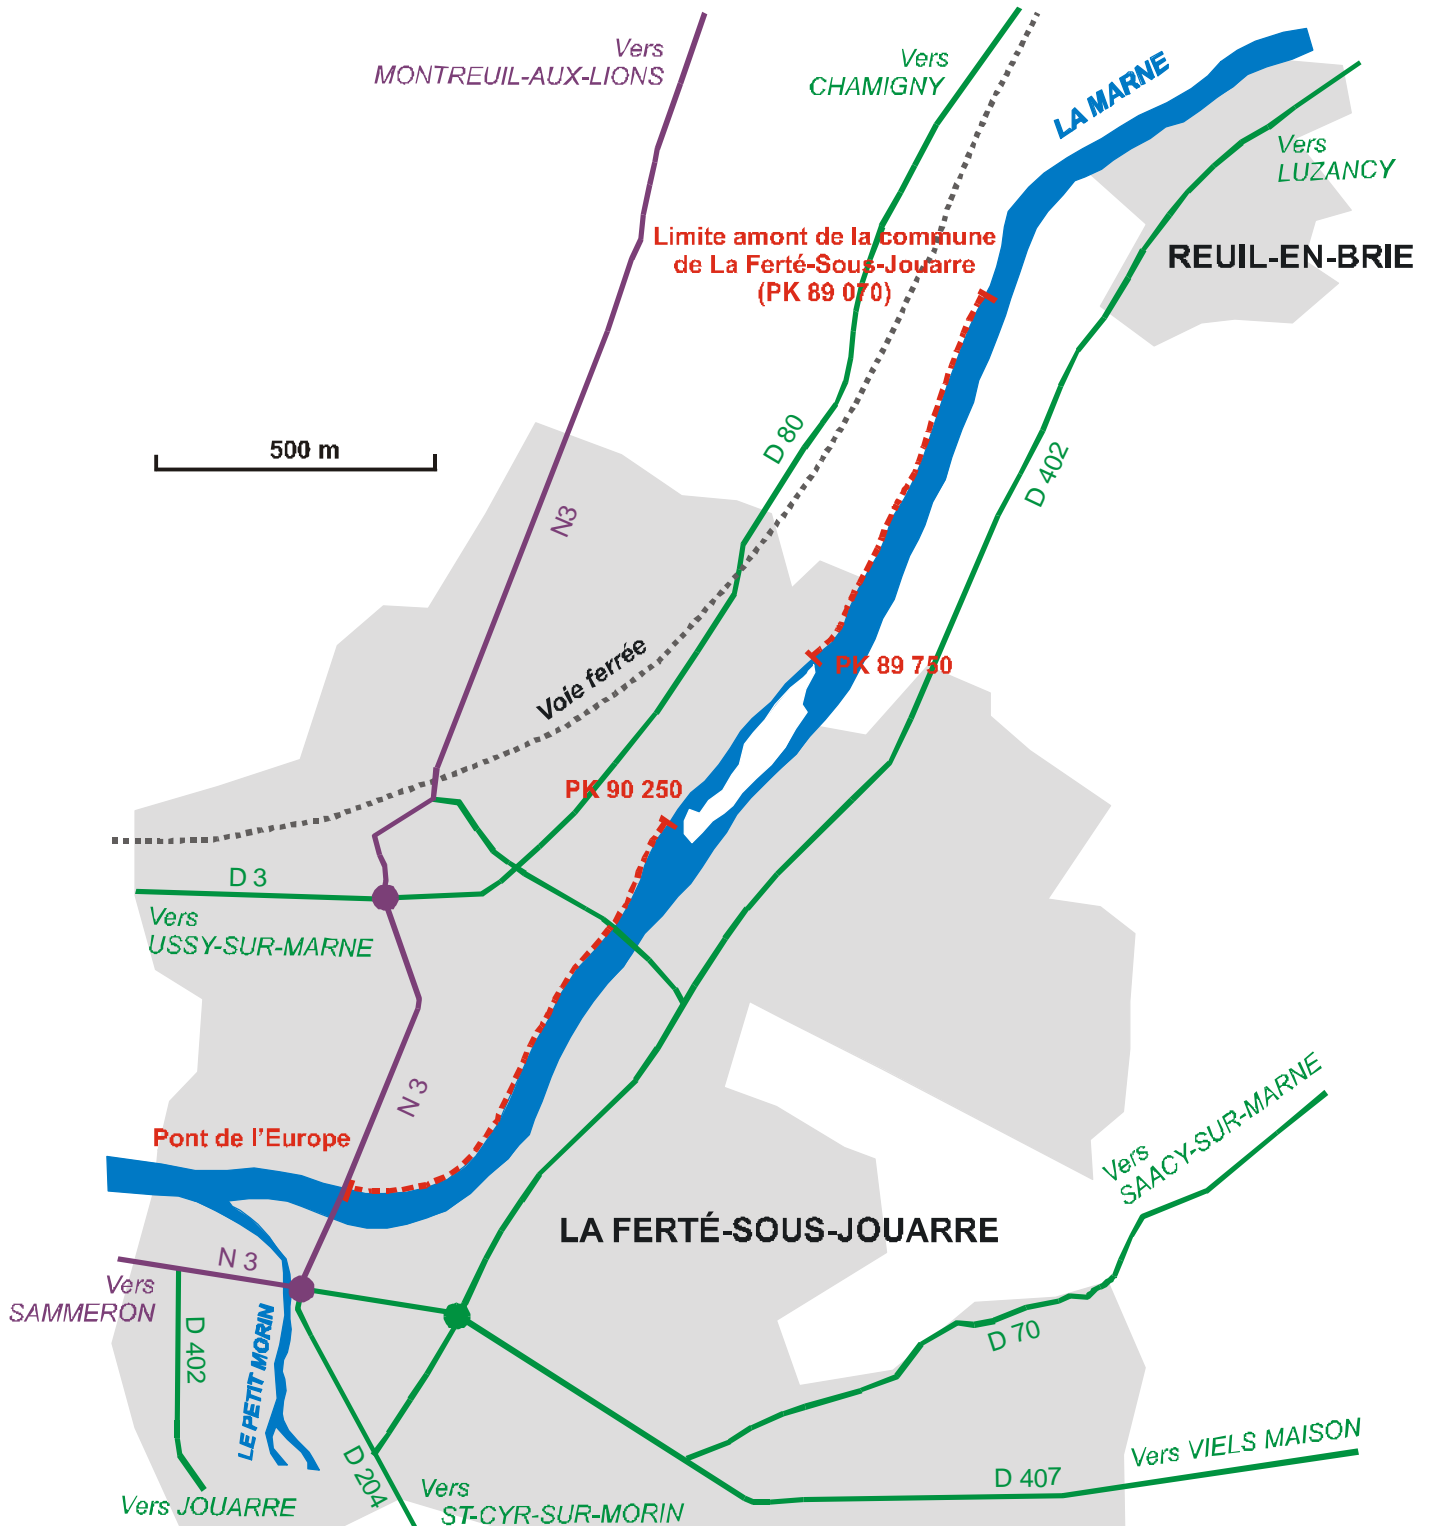 Vers
MONTREUIL-AUX-LIONS
Vers
CHAMIGNY
LA MARNE
Vers
LUZANCY
Limite amont de la commune
de La Ferté-Sous-Jouarre
(PK 89 070)
REUIL-EN-BRIE
500 m
D 80
D 402
N3
Voie ferrée
PK 89 750
PK 90 250
D 3
Vers
USSY-SUR-MARNE
N 3
Pont de l'Europe
Vers
SAACY-SUR-MARNE
LA FERTÉ-SOUS-JOUARRE
N 3
Vers
SAMMERON
D 402
LE PETIT MORIN
D 70
D 204
Vers JOUARRE
Vers
ST-CYR-SUR-MORIN
D 407
Vers VIELS MAISON